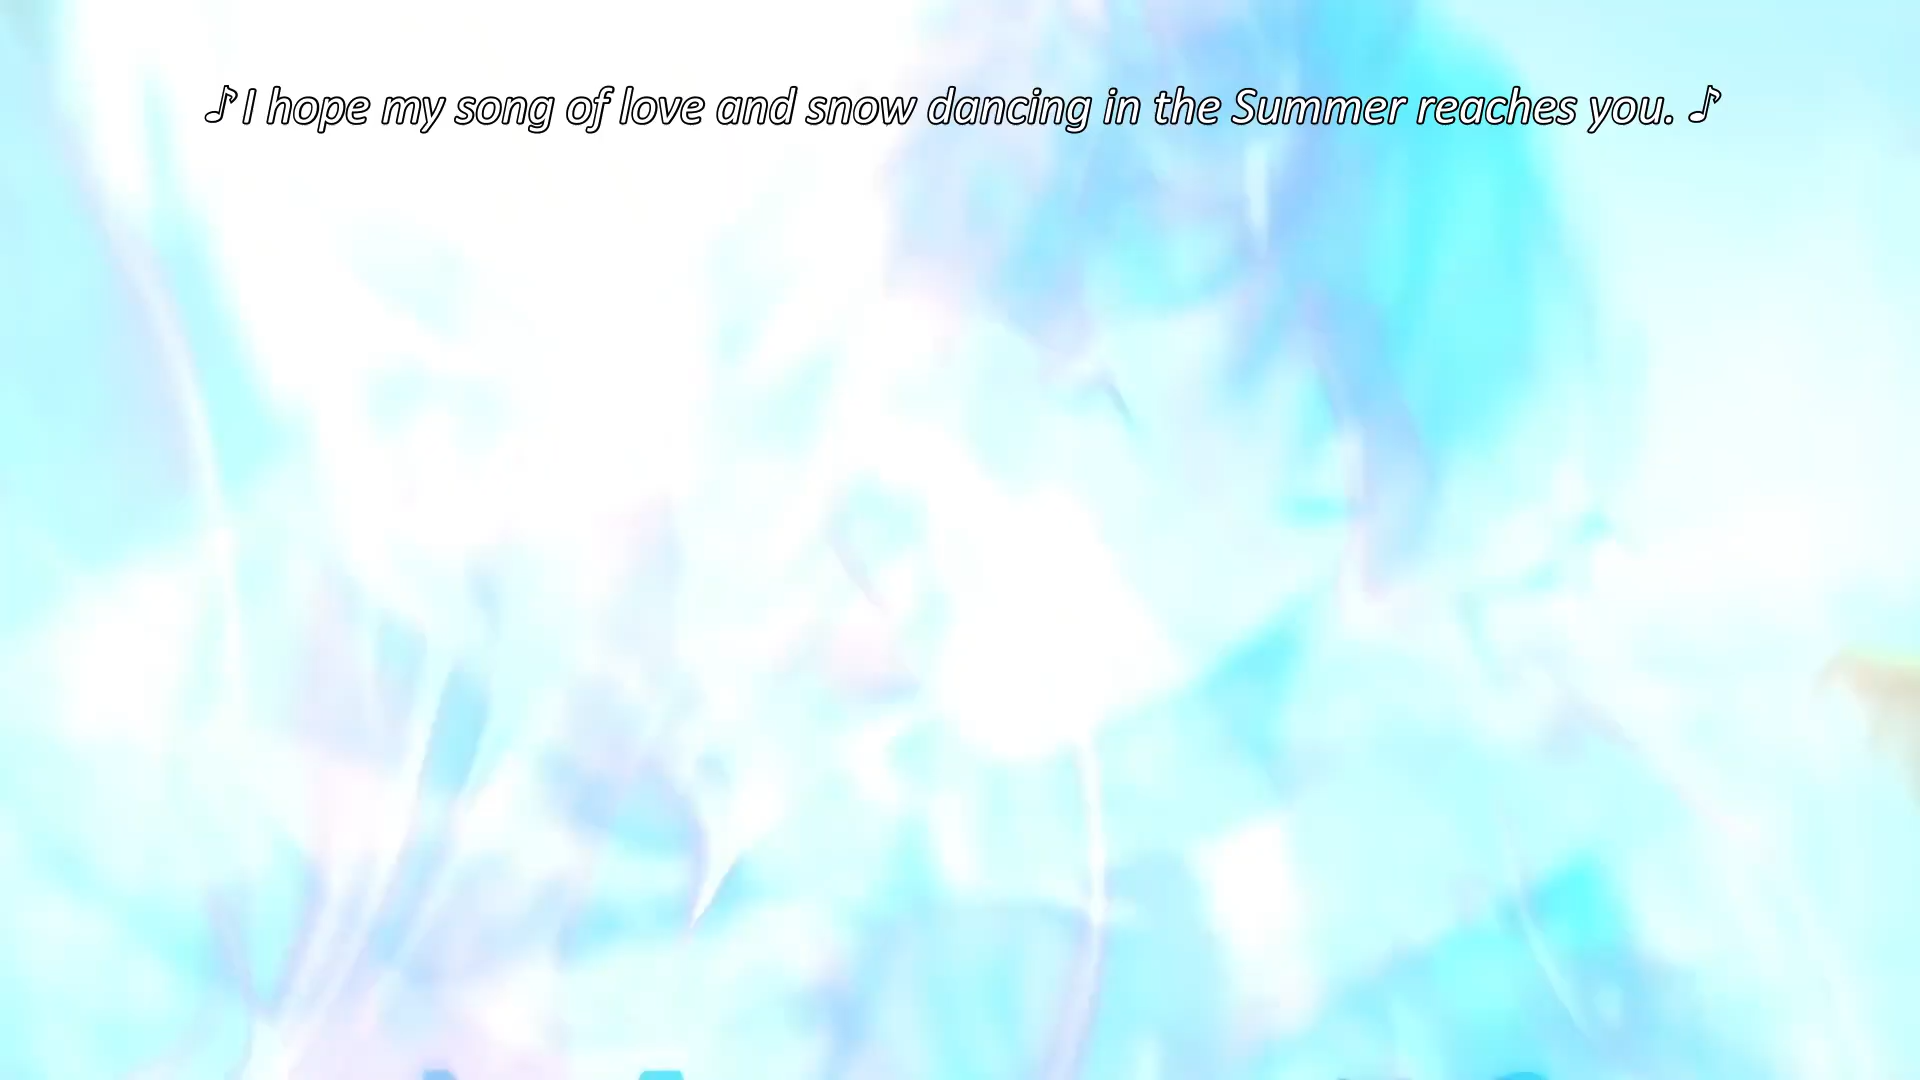 ♪I hope my song of love and snow dancing in the Summer reaches you. ♪